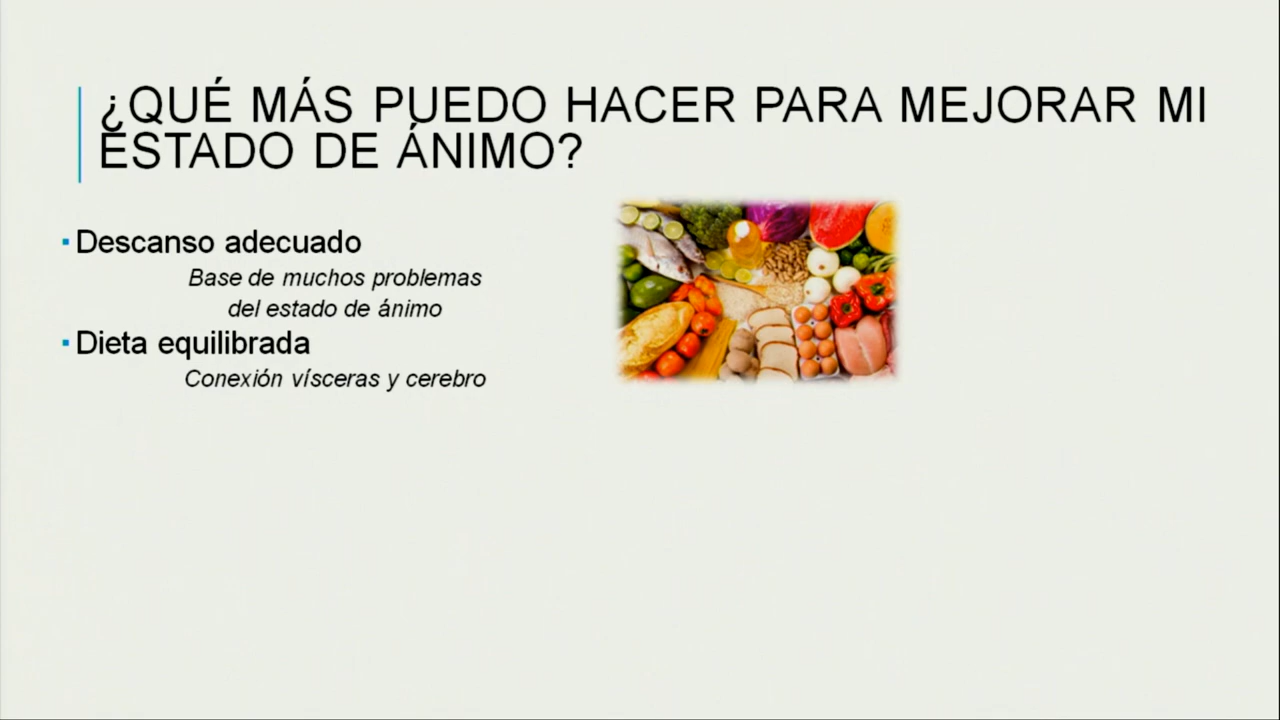 ¿QUÉ MÁS PUEDO HACER PARA MEJORAR MI
ESTADO DE ÁNIMO?
▪ Descanso adecuado
Base de muchos problemas
del estado de ánimo
▪ Dieta equilibrada
Conexión vísceras y cerebro